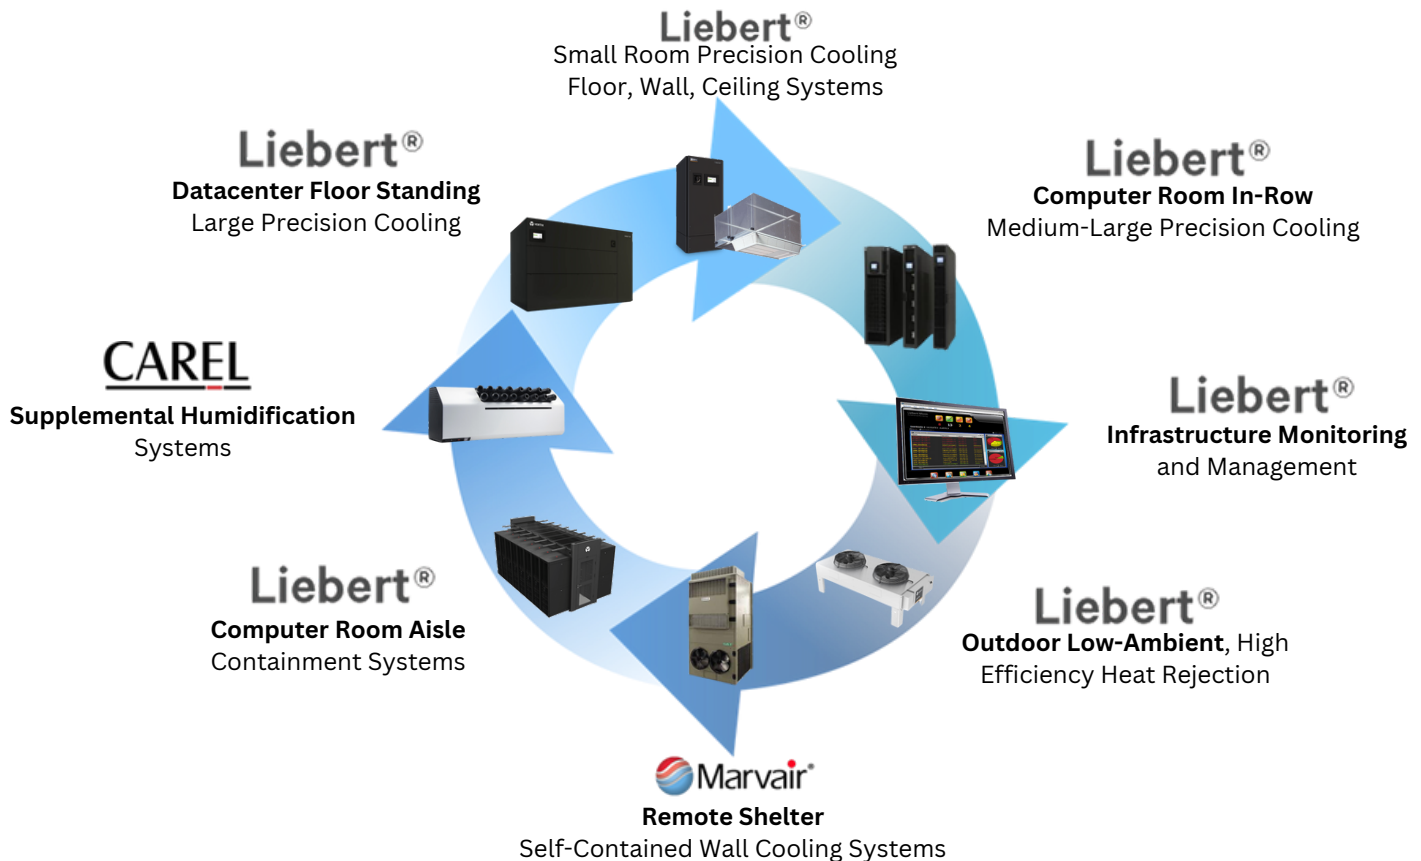 Liebert®
Small Room Precision Cooling
Floor, Wall, Ceiling Systems
Liebert®
Computer Room In-Row
Medium-Large Precision Cooling
Liebert®
Infrastructure Monitoring
and Management
Liebert®
Outdoor Low-Ambient, High
Efficiency Heat Rejection
Marvair®
Remote Shelter
Self-Contained Wall Cooling Systems
Liebert®
Computer Room Aisle
Containment Systems
CAREL
Supplemental Humidification
Systems
Liebert®
Datacenter Floor Standing
Large Precision Cooling